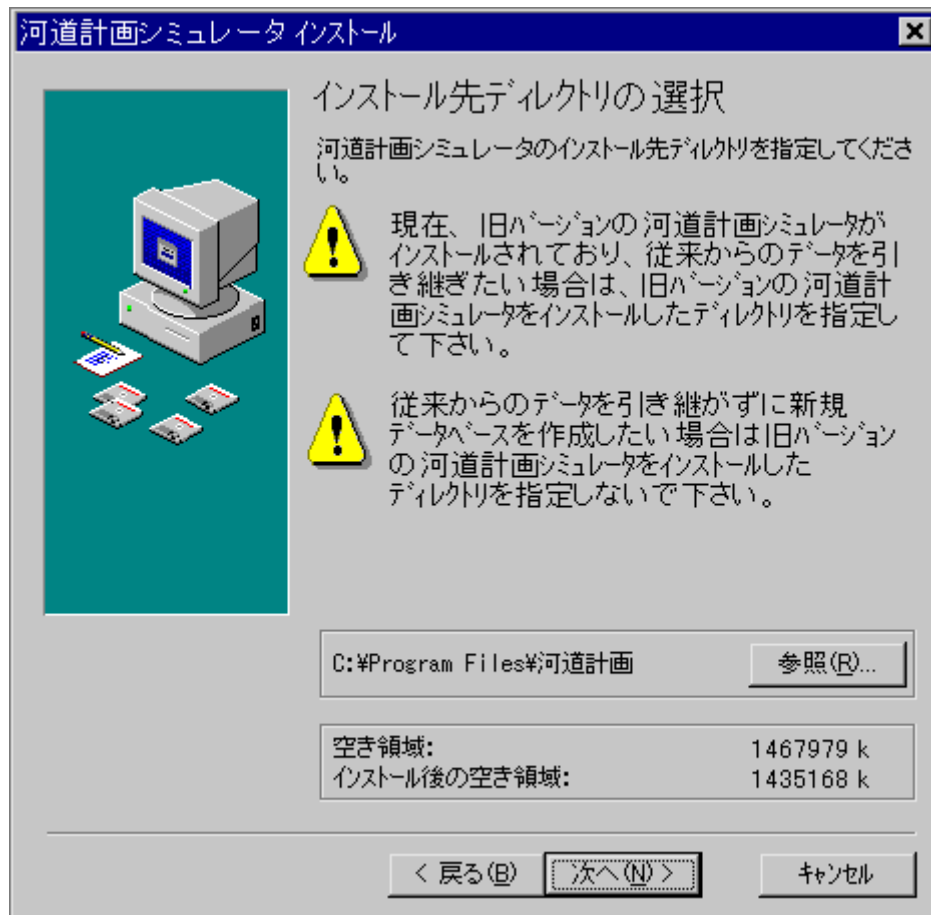 河道計画シミュレータ インストール
インストール先ディレクトリの選択
河道計画シミュレータのインストール先ディレクトリを指定してくださ
い。
現在、旧バージョンの河道計画シミュレータが
インストールされており、従来からのデータを引
き継ぎたい場合は、旧バージョンの河道計
画シミュレータをインストールしたディレクトリを指定し
て下さい。
従来からのデータを引き継がずに新規
データベースを作成したい場合は旧バージョン
の河道計画シミュレータをインストールした
ディレクトリを指定しないで下さい。
C:¥Program Files¥河道計画
参照(R)...
空き領域: 1467979 k
インストール後の空き領域: 1435168 k
< 戻る(B) 次へ(N) > キャンセル